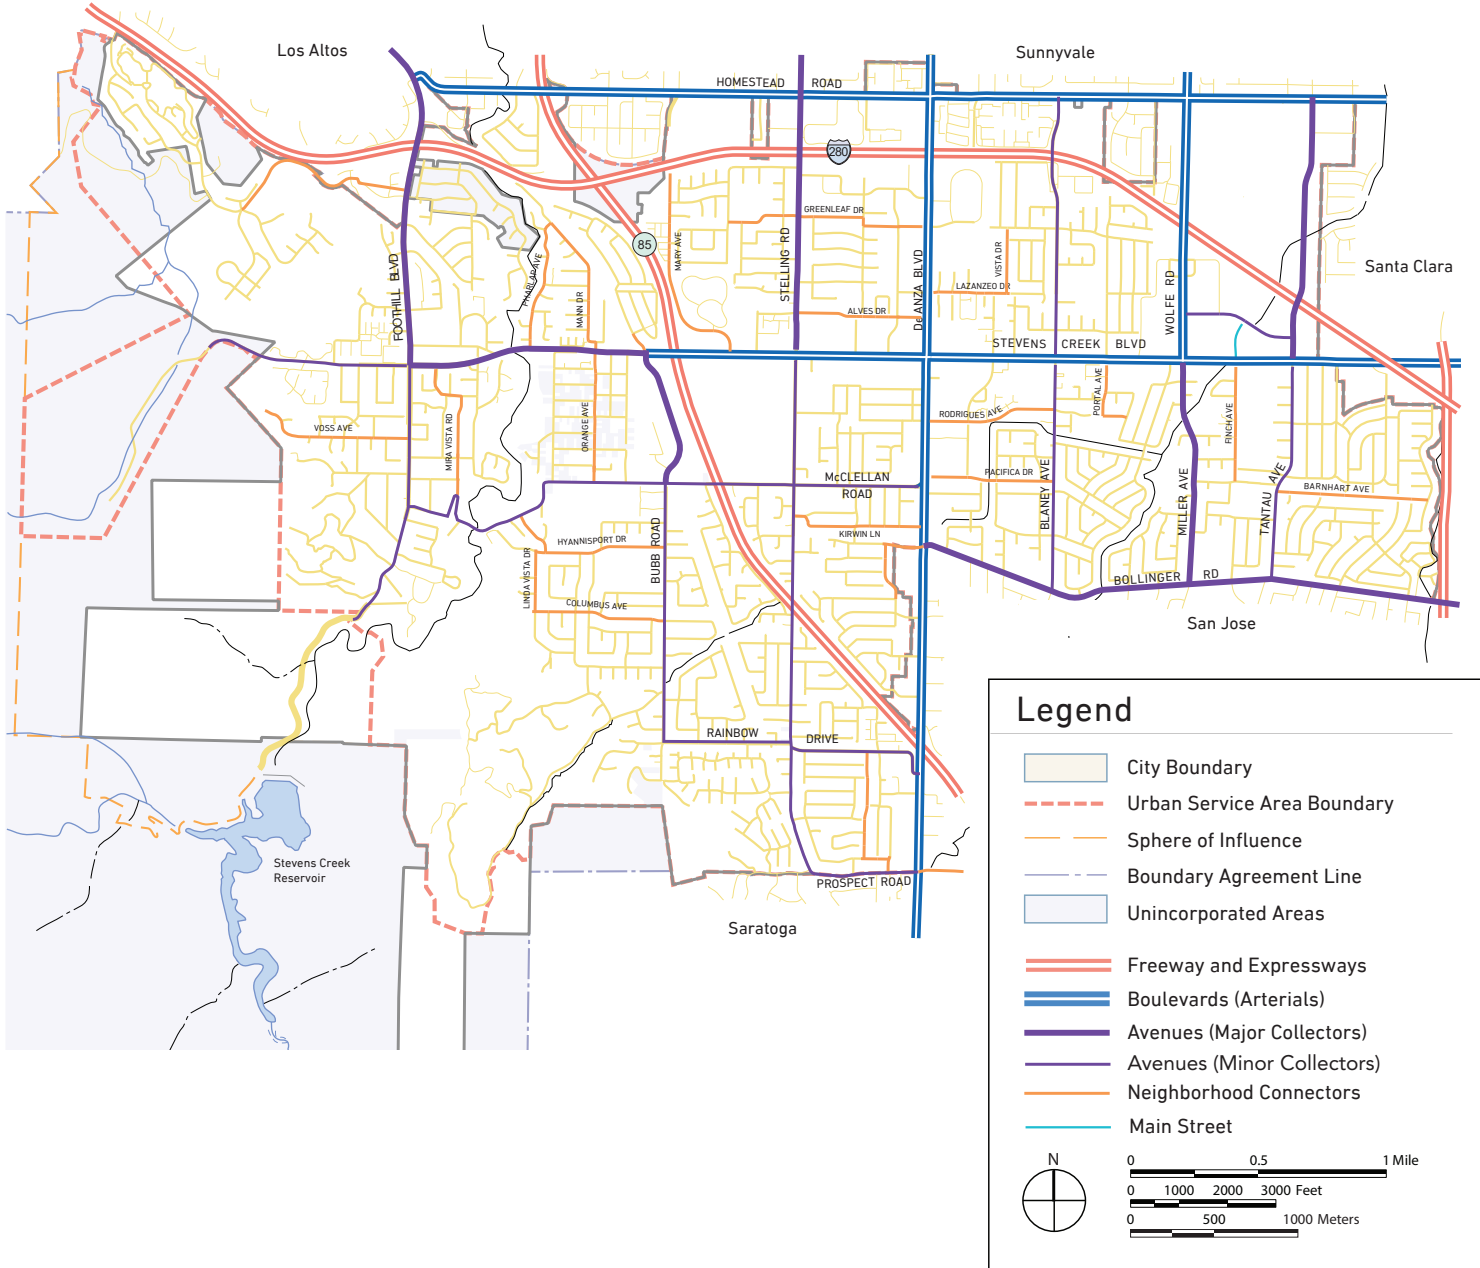 Los Altos
Sunnyvale
HOMESTEAD ROAD
280
Santa Clara
85
GREENLEAF DR
MARY AVE
STELLING RD
De ANZA BLVD
VISTA DR
LAZANZEO DR
ALVES DR
WOLFE RD
FOOTHILL BLVD
PHARLAP AVE
MANN DR
STEVENS CREEK BLVD
VOSS AVE
MIRA VISTA RD
ORANGE AVE
RODRIGUES AVE
PORTAL AVE
FINCH AVE
PACIFICA DR
McCLELLAN
ROAD
BLANEY AVE
MILLER AVE
TANTAU AVE
BARNHART AVE
KIRWIN LN
HYANNISPORT DR
BUBB ROAD
LINDA VISTA DR
COLUMBUS AVE
BOLLINGER RD
San Jose
RAINBOW DRIVE
Stevens Creek
Reservoir
PROSPECT ROAD
Saratoga
Legend
City Boundary
Urban Service Area Boundary
Sphere of Influence
Boundary Agreement Line
Unincorporated Areas
Freeway and Expressways
Boulevards (Arterials)
Avenues (Major Collectors)
Avenues (Minor Collectors)
Neighborhood Connectors
Main Street
N
0 0.5 1 Mile
0 1000 2000 3000 Feet
0 500 1000 Meters